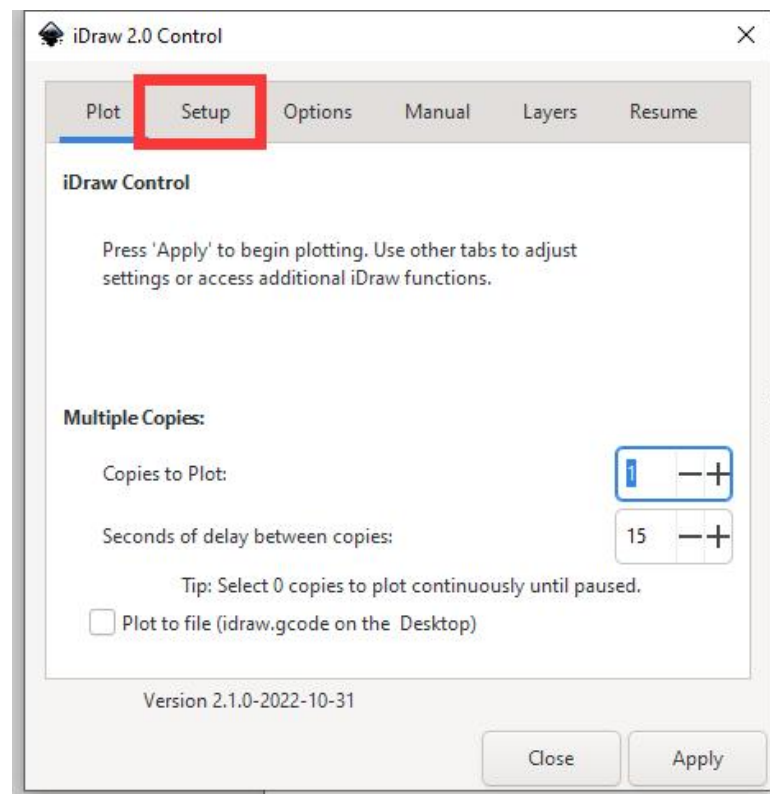 iDraw 2.0 Control
Plot Setup Options Manual Layers Resume
iDraw Control
Press 'Apply' to begin plotting. Use other tabs to adjust
settings or access additional iDraw functions.
Multiple Copies:
Copies to Plot: 1
Seconds of delay between copies: 15
Tip: Select 0 copies to plot continuously until paused.
Plot to file (idraw.gcode on the Desktop)
Version 2.1.0-2022-10-31
Close Apply